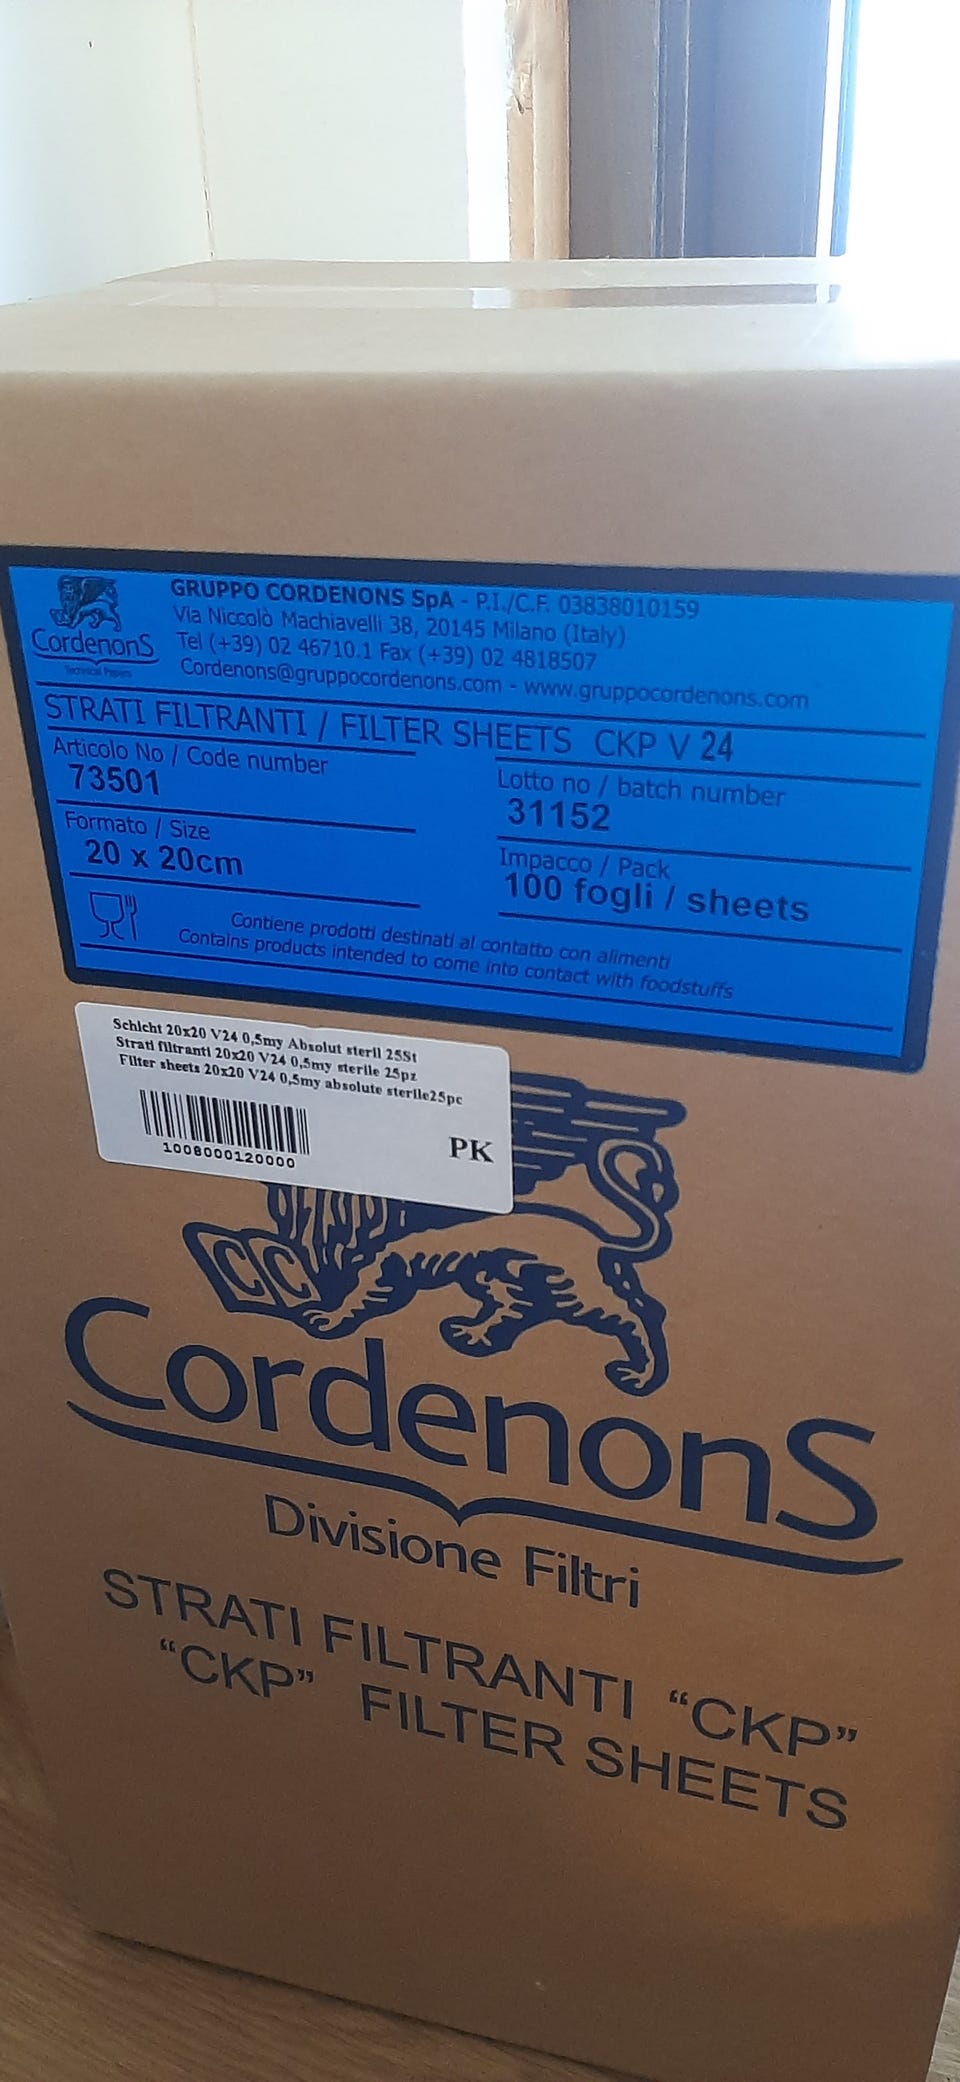 CordenonS
Technical Papers
GRUPPO CORDENONS SpA - P.I./C.F. 03838010159
Via Niccolò Machiavelli 38, 20145 Milano (Italy)
Tel (+39) 02 46710.1 Fax (+39) 02 4818507
Cordenons@gruppocordenons.com - www.gruppocordenons.com
STRATI FILTRANTI / FILTER SHEETS CKP V 24
Articolo No / Code number
73501
Lotto no / batch number
31152
Formato / Size
20 x 20cm
Impacco / Pack
100 fogli / sheets
Contiene prodotti destinati al contatto con alimenti
Contains products intended to come into contact with foodstuffs
Schicht 20x20 V24 0,5my Absolut steril 25St
Strati filtranti 20x20 V24 0,5my sterile 25pz
Filter sheets 20x20 V24 0,5my absolute sterile25pc
1008000120000
PK
CC
CordenonS
Divisione Filtri
STRATI FILTRANTI “CKP”
“CKP” FILTER SHEETS